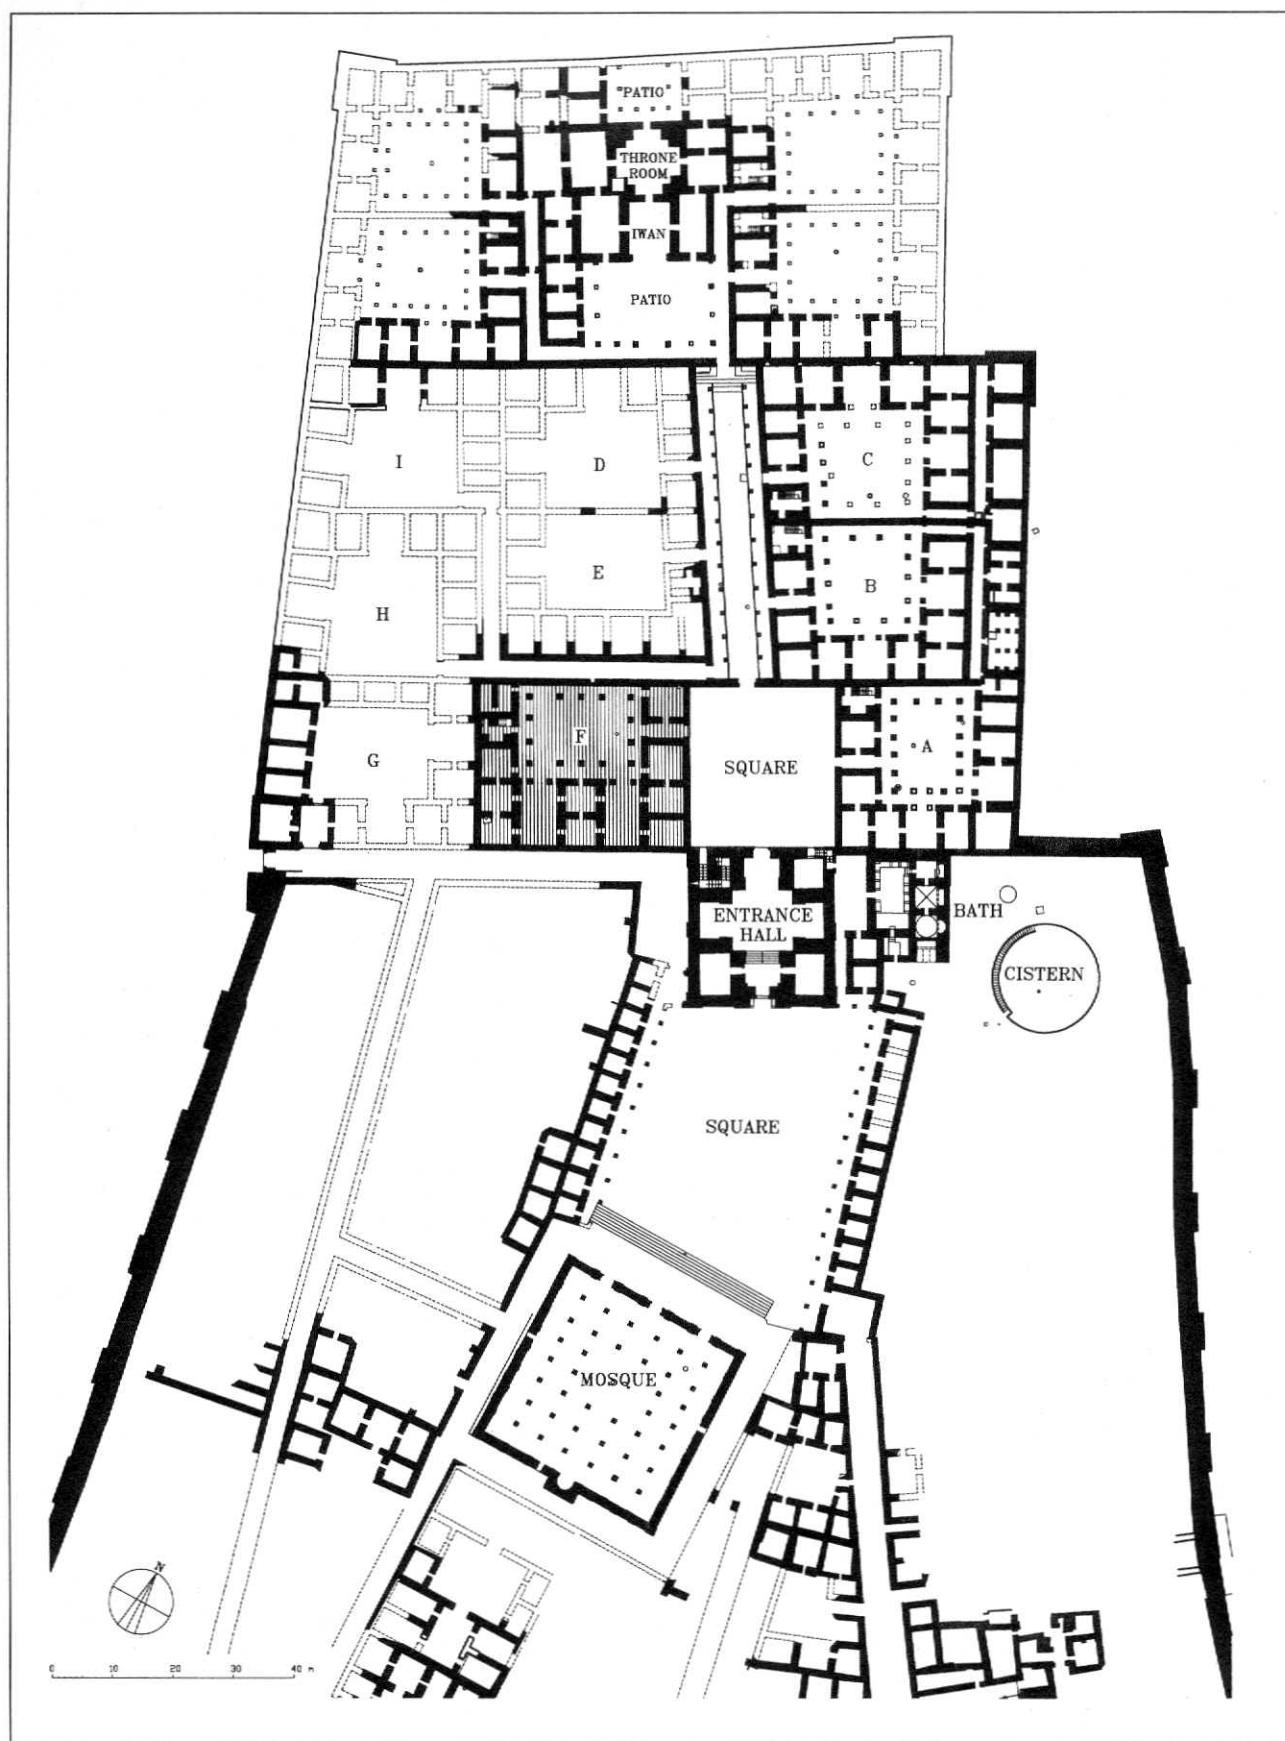 PATIO
THRONE
ROOM
IWAN
PATIO
I
D
C
E
B
H
F
A
G
SQUARE
ENTRANCE
HALL
BATH
CISTERN
SQUARE
MOSQUE
N
0 10 20 30 40 m